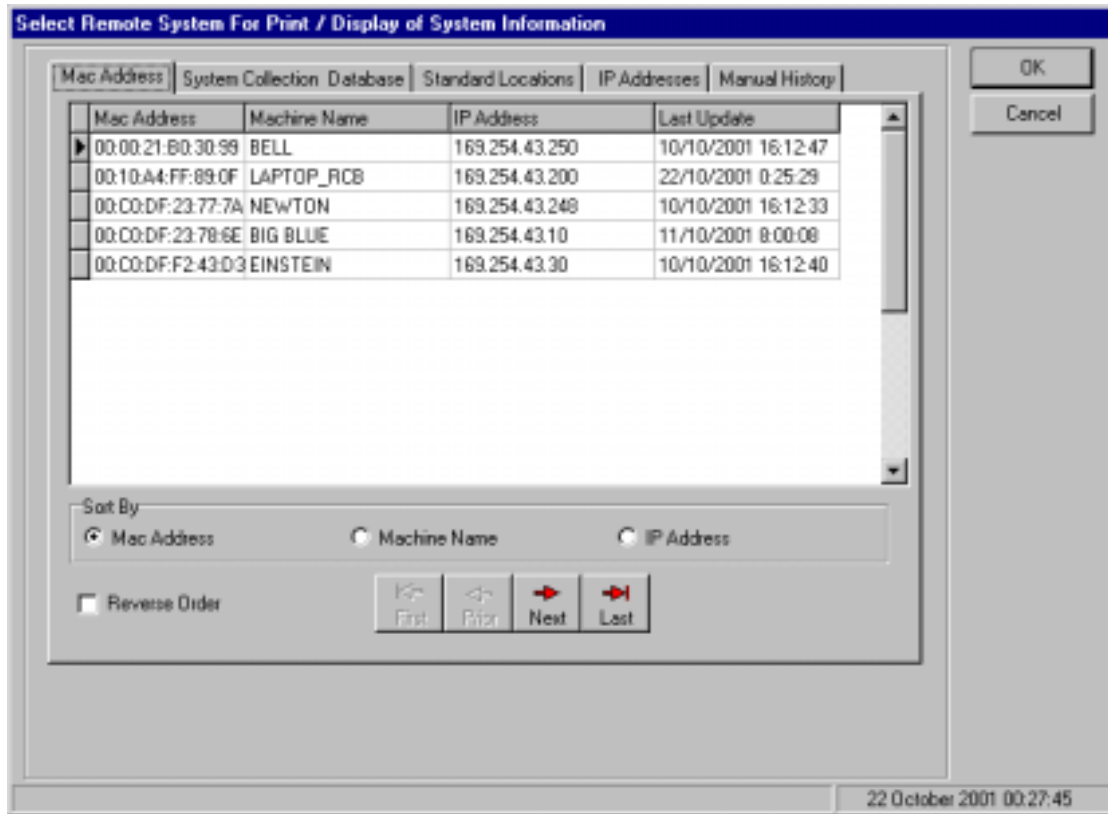 Select Remote System For Print / Display of System Information
OK
Cancel
Mac Address System Collection Database Standard Locations IP Addresses Manual History
Mac Address Machine Name IP Address Last Update
00:00:21:B0:30:99 BELL 169.254.43.250 10/10/2001 16:12:47
00:10:A4:FF:89:0F LAPTOP_RCB 169.254.43.200 22/10/2001 0:25:29
00:C0:DF:23:77:7A NEWTON 169.254.43.248 10/10/2001 16:12:33
00:C0:DF:23:78:6E BIG BLUE 169.254.43.10 11/10/2001 8:00:08
00:C0:DF:F2:43:D3 EINSTEIN 169.254.43.30 10/10/2001 16:12:40
Sort By
Mac Address Machine Name IP Address
Reverse Order First Prior Next Last
22 October 2001 00:27:45